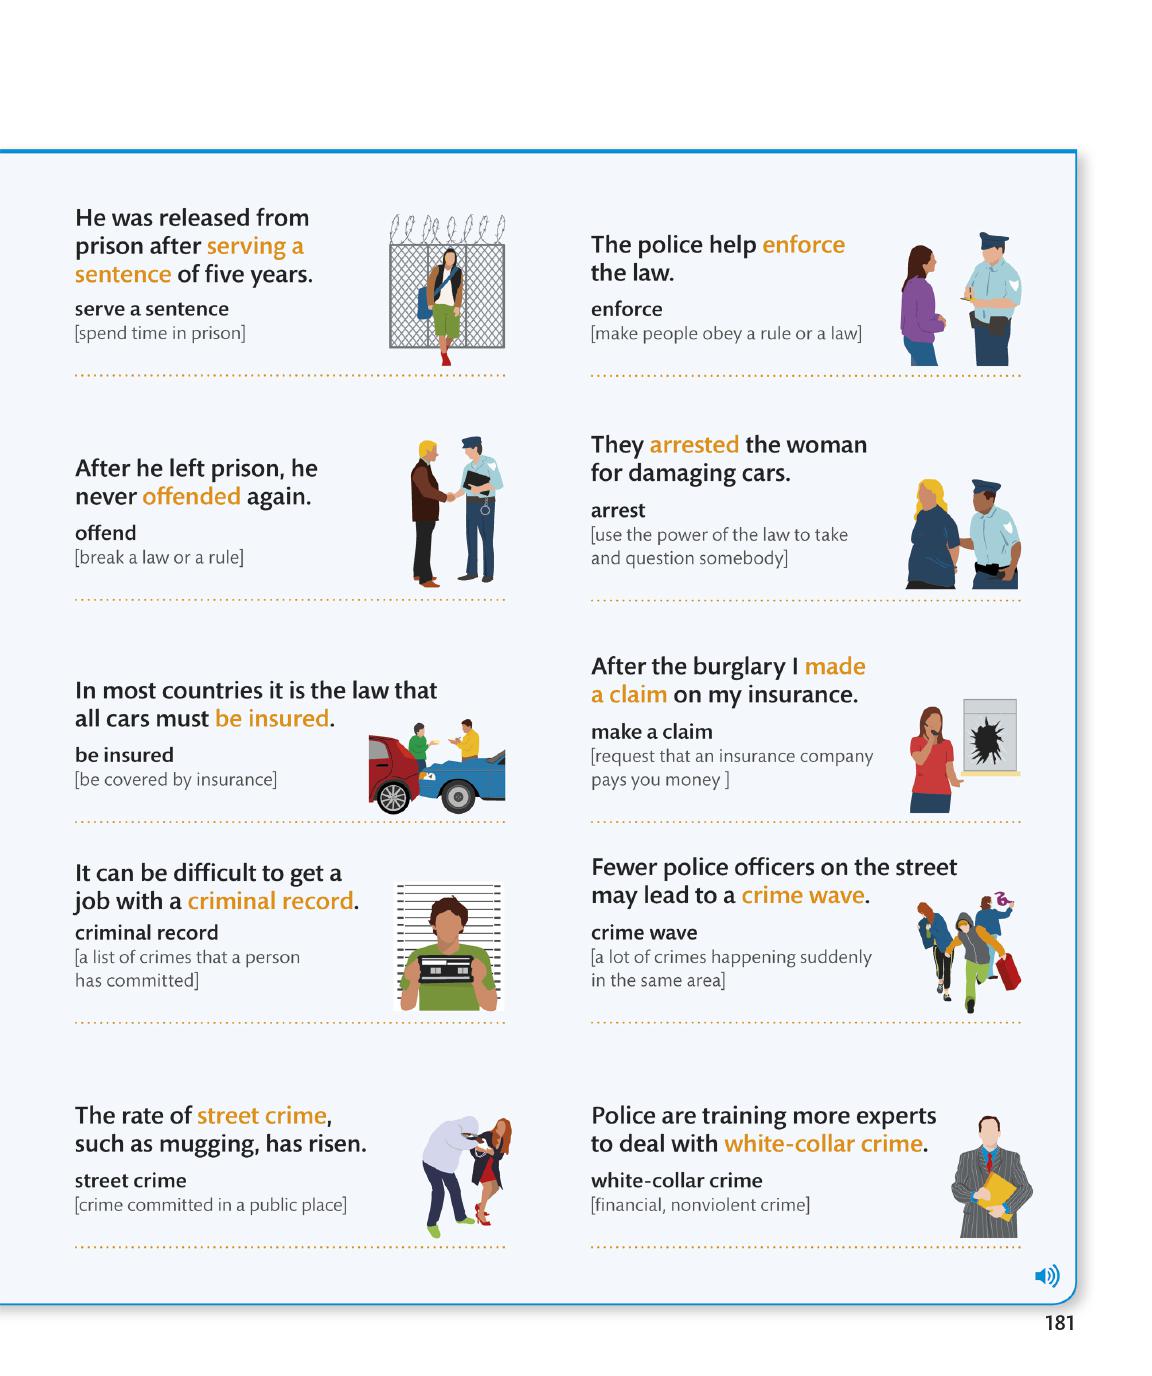 He was released from
prison after serving a
sentence of five years.
serve a sentence
[spend time in prison]
The police help enforce
the law.
enforce
[make people obey a rule or a law]
After he left prison, he
never offended again.
offend
[break a law or a rule]
They arrested the woman
for damaging cars.
arrest
[use the power of the law to take
and question somebody]
In most countries it is the law that
all cars must be insured.
be insured
[be covered by insurance]
After the burglary I made
a claim on my insurance.
make a claim
[request that an insurance company
pays you money ]
It can be difficult to get a
job with a criminal record.
criminal record
[a list of crimes that a person
has committed]
Fewer police officers on the street
may lead to a crime wave.
crime wave
[a lot of crimes happening suddenly
in the same area]
The rate of street crime,
such as mugging, has risen.
street crime
[crime committed in a public place]
Police are training more experts
to deal with white-collar crime.
white-collar crime
[financial, nonviolent crime]
181